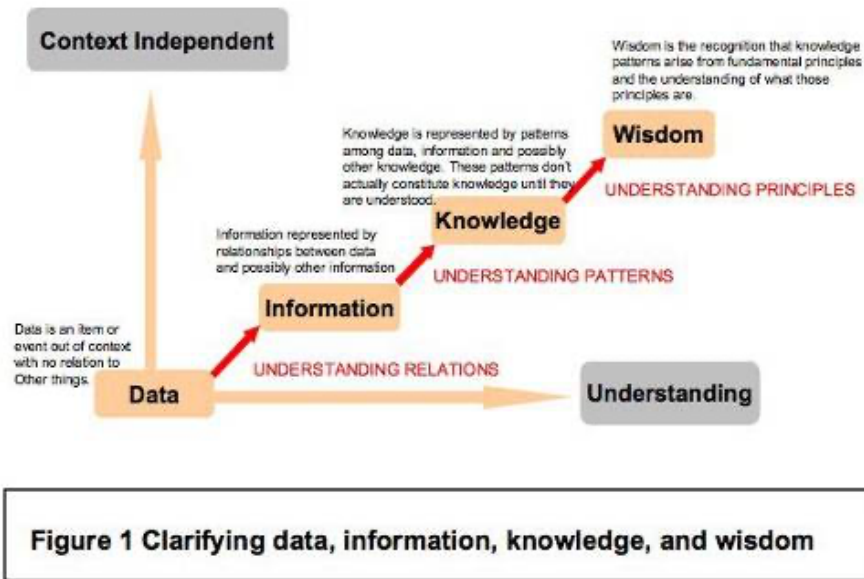 Context Independent
Wisdom is the recognition that knowledge
patterns arise from fundamental principles
and the understanding of what those
principles are.
Wisdom
Knowledge is represented by patterns
among data, information and possibly
other knowledge. These patterns don't
actually constitute knowledge until they
are understood.
UNDERSTANDING PRINCIPLES
Knowledge
Information represented by
relationships between data
and possibly other information
UNDERSTANDING PATTERNS
Information
Data is an item or
event out of context
with no relation to
Other things.
UNDERSTANDING RELATIONS
Data
Understanding
Figure 1 Clarifying data, information, knowledge, and wisdom